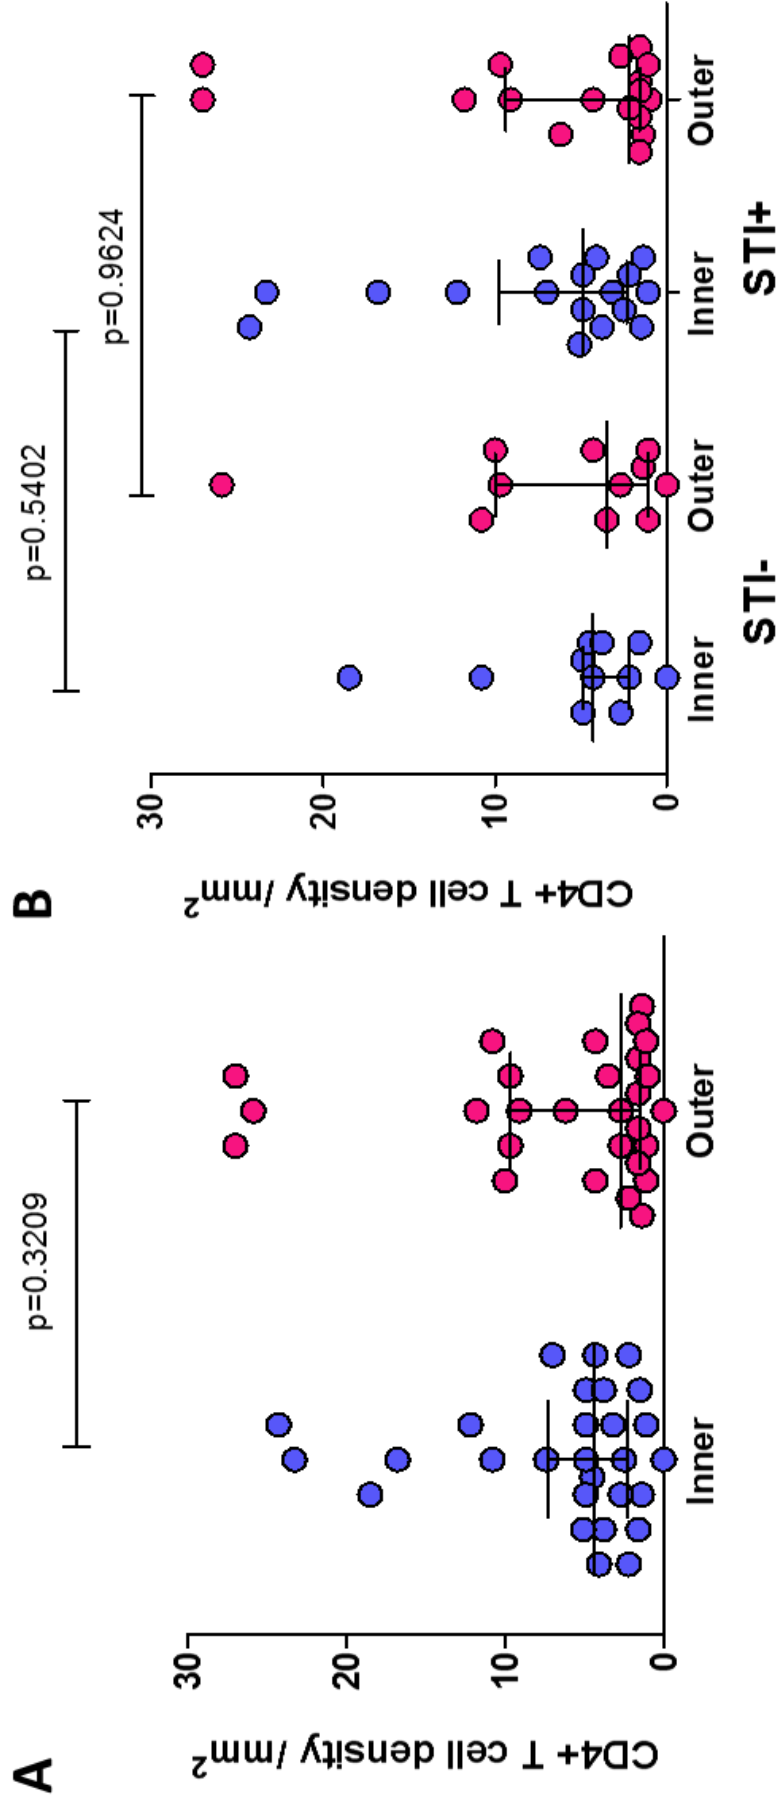 A
p=0.3209
CD4+ T cell density /mm²
30
20
10
0
Inner
Outer
B
p=0.5402
p=0.9624
CD4+ T cell density /mm²
30
20
10
0
Inner
Outer
Inner
Outer
STI-
STI+